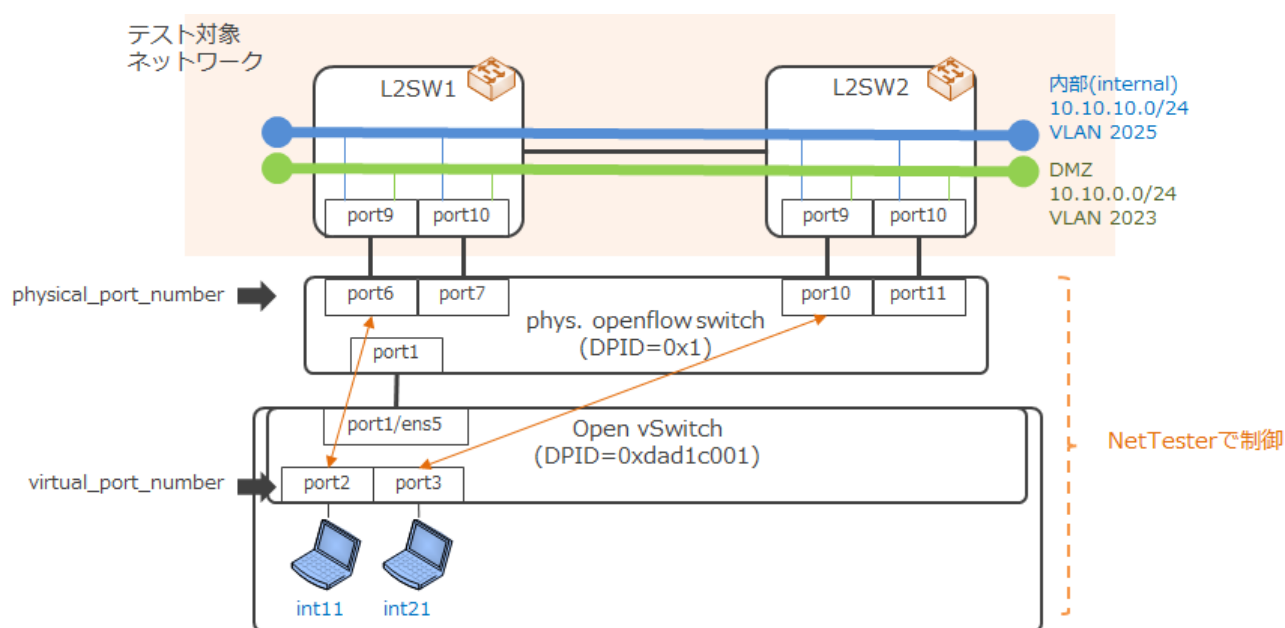 テスト対象
ネットワーク
L2SW1
L2SW2
内部(internal)
10.10.10.0/24
VLAN 2025
DMZ
10.10.0.0/24
VLAN 2023
port9
port10
port9
port10
physical_port_number
port6
port7
por10
port11
phys. openflow switch
(DPID=0x1)
port1
port1/ens5
Open vSwitch
(DPID=0xdad1c001)
NetTesterで制御
virtual_port_number
port2
port3
int11
int21